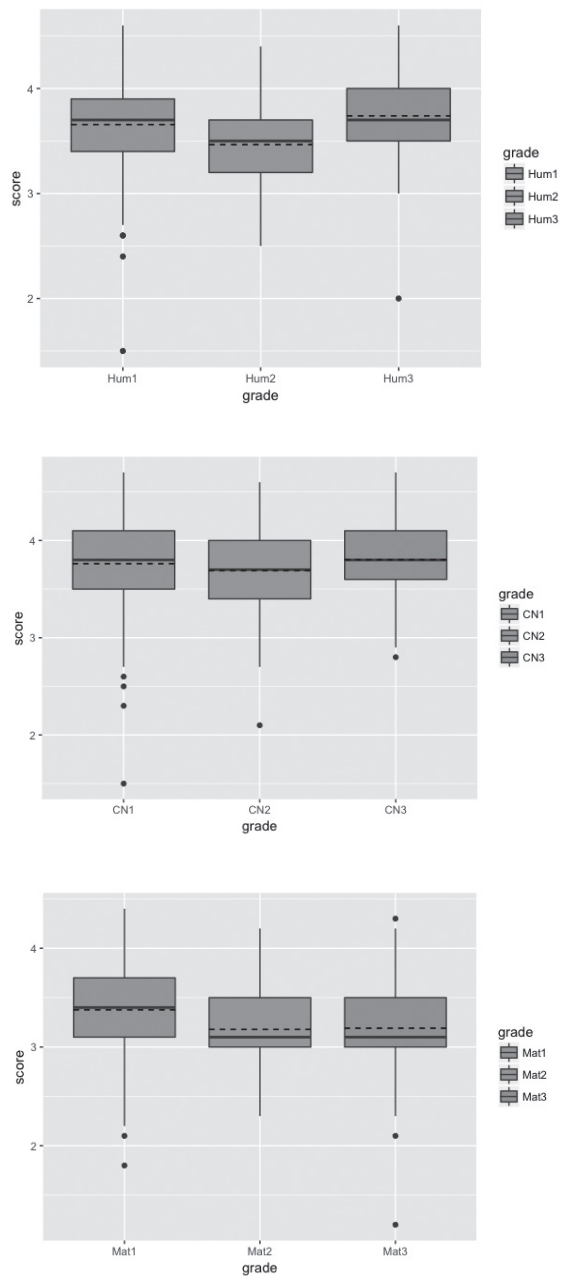 4
3
2
score
Hum1 Hum2 Hum3
grade
grade
Hum1
Hum2
Hum3
4
3
2
score
CN1 CN2 CN3
grade
grade
CN1
CN2
CN3
4
3
2
score
Mat1 Mat2 Mat3
grade
grade
Mat1
Mat2
Mat3